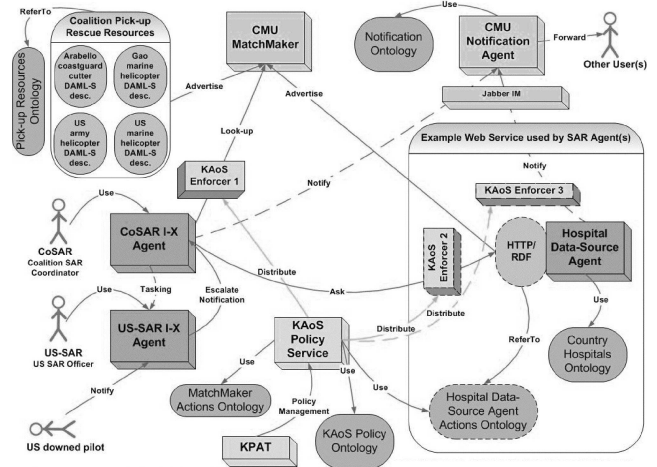 ReferTo
Coalition Pick-up
Rescue Resources
Arabello
coastguard
cutter
DAML-S
desc.
Gao
marine
helicopter
DAML-S
desc.
US
army
helicopter
DAML-S
desc.
US
marine
helicopter
DAML-S
desc.
Pick-up Resources
Ontology
CMU
MatchMaker
Advertise
Advertise
Look-up
Notification
Ontology
Use
CMU
Notification
Agent
Forward
Other User(s)
Jabber IM
Example Web Service used by SAR Agent(s)
Notify
KAoS Enforcer 3
KAoS
Enforcer 1
Notify
KAoS
Enforcer 2
HTTP/
RDF
Hospital
Data-Source
Agent
Use
CoSAR
Coalition SAR
Coordinator
CoSAR I-X
Agent
Distribute
Ask
Tasking
Escalate
Notification
Use
US-SAR
US SAR Officer
US-SAR I-X
Agent
KAoS
Policy
Service
Distribute
Distribute
ReferTo
Use
Country
Hospitals
Ontology
Notify
US downed pilot
Use
MatchMaker
Actions Ontology
Policy
Management
KPAT
Use
KAoS Policy
Ontology
Use
Hospital Data-
Source Agent
Actions Ontology